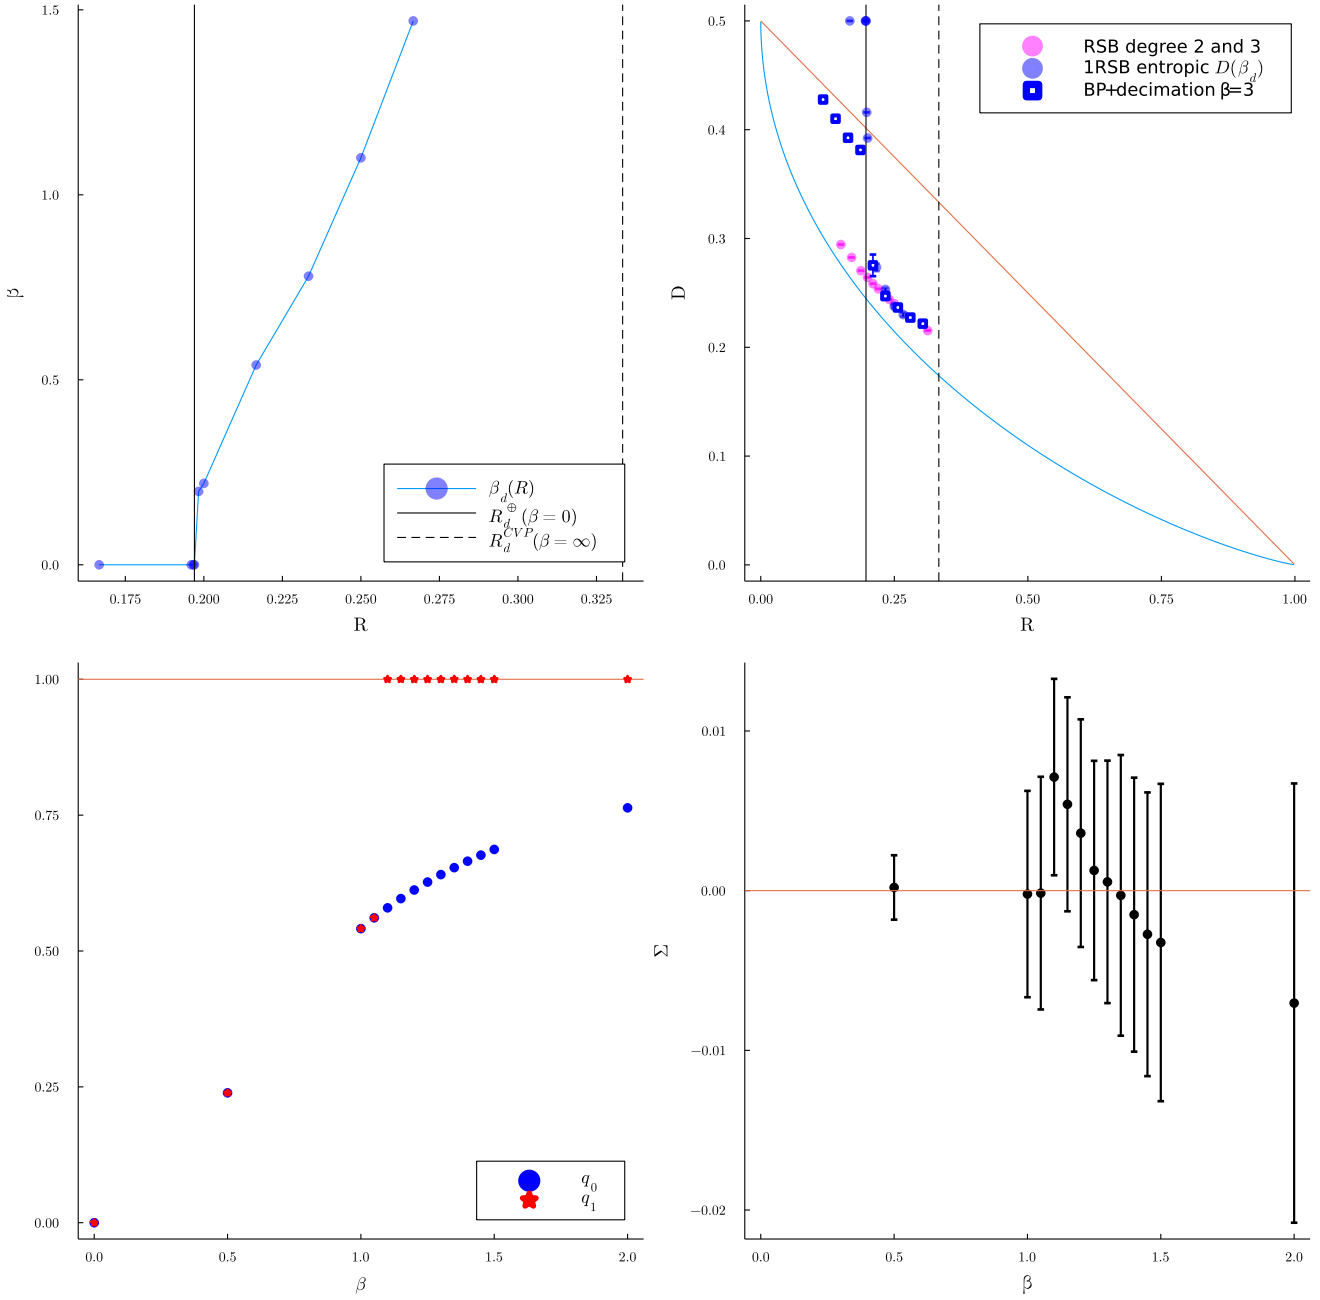 1.5
1.0
0.5
0.0
β
0.175 0.200 0.225 0.250 0.275 0.300 0.325
R
β_d(R)
R_d^⊕(β = 0)
R_d^{CVP}(β = ∞)
0.5
0.4
0.3
0.2
0.1
0.0
D
0.00 0.25 0.50 0.75 1.00
R
RSB degree 2 and 3
1RSB entropic D(β_d)
BP+decimation β=3
1.00
0.75
0.50
0.25
0.00
0.0 0.5 1.0 1.5 2.0
β
q_0
q_1
0.01
0.00
−0.01
−0.02
Σ
0.0 0.5 1.0 1.5 2.0
β